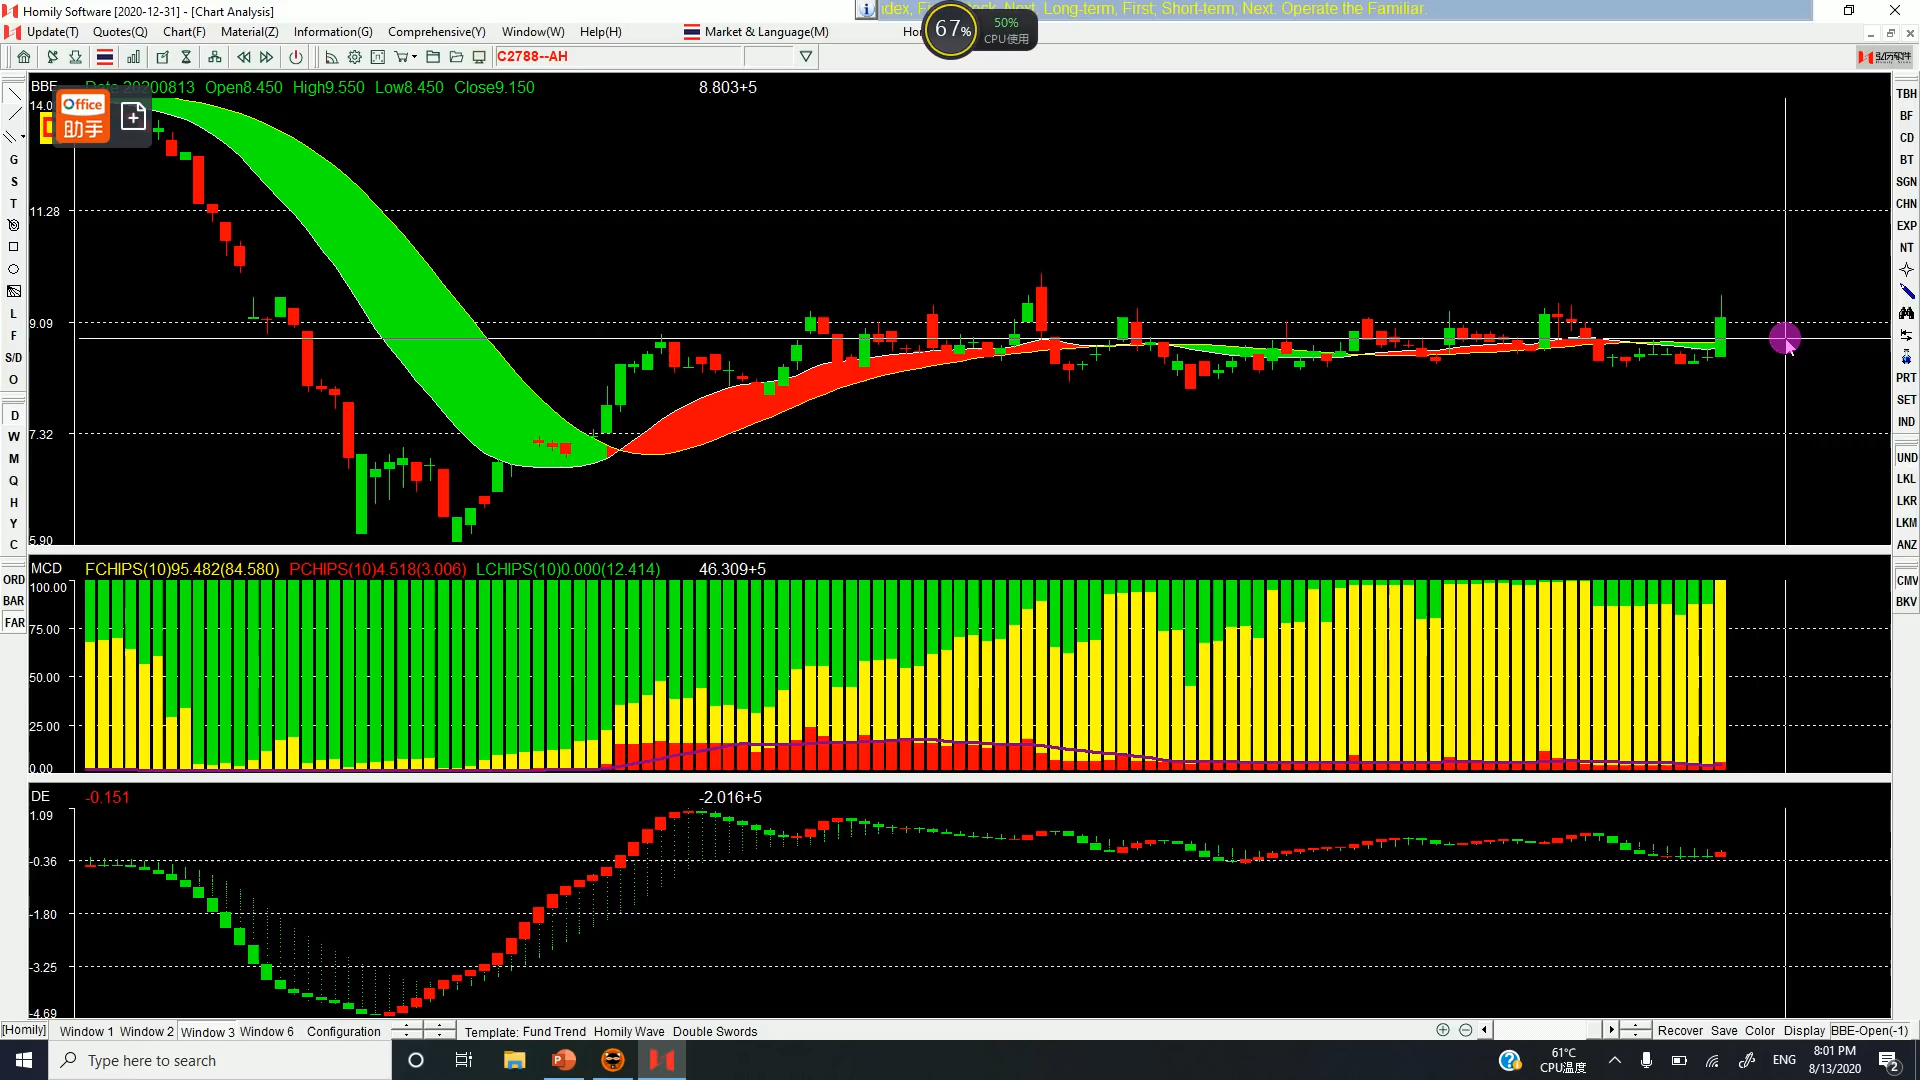 Homily Software [2020-12-31] - [Chart Analysis]
Long-term, First; Short-term, Next. Operate the Familiar.
67%
50%
CPU使用
Update(T) Quotes(Q) Chart(F) Material(Z) Information(G) Comprehensive(Y) Window(W) Help(H) Market & Language(M)
C2788--AH
弘历软件
BBE
20200813 Open8.450 High9.550 Low8.450 Close9.150
8.803+5
Office
助手
11.28
9.09
7.32
5.90
G
S
T
L
F
S/D
O
D
W
M
Q
H
Y
C
ORD
BAR
FAR
MCD FCHIPS(10)95.482(84.580) PCHIPS(10)4.518(3.006) LCHIPS(10)0.000(12.414) 46.309+5
100.00
75.00
50.00
25.00
0.00
DE -0.151 -2.016+5
1.09
-0.36
-1.80
-3.25
-4.69
TBH
BF
CD
BT
SGN
CHN
EXP
NT
PRT
SET
IND
UND
LKL
LKR
LKM
ANZ
CMV
BKV
[Homily] Window 1 Window 2 Window 3 Window 6 Configuration Template: Fund Trend Homily Wave Double Swords Recover Save Color Display BBE-Open(-1)
Type here to search
61°C
CPU温度
ENG
8:01 PM
8/13/2020
2